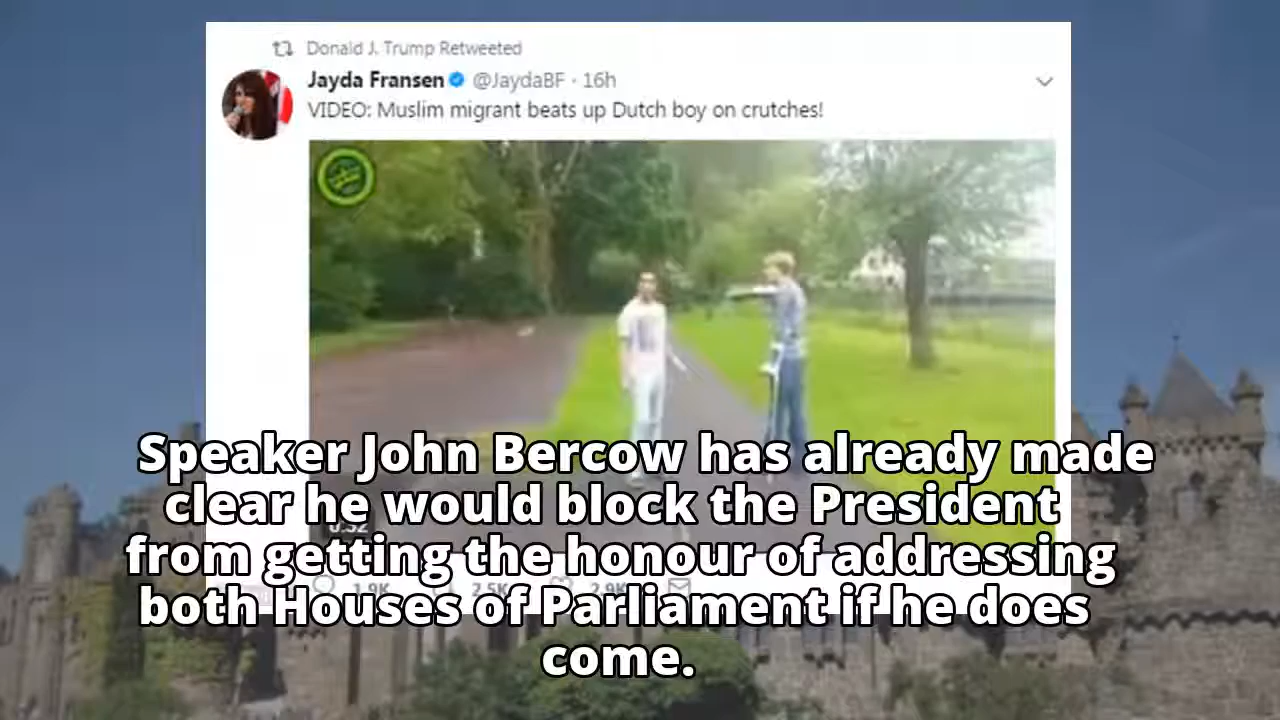 Donald J. Trump Retweeted
Jayda Fransen @JaydaBF · 16h
VIDEO: Muslim migrant beats up Dutch boy on crutches!
Speaker John Bercow has already made
clear he would block the President
from getting the honour of addressing
both Houses of Parliament if he does
come.
1.9K 2.5K 2.9K